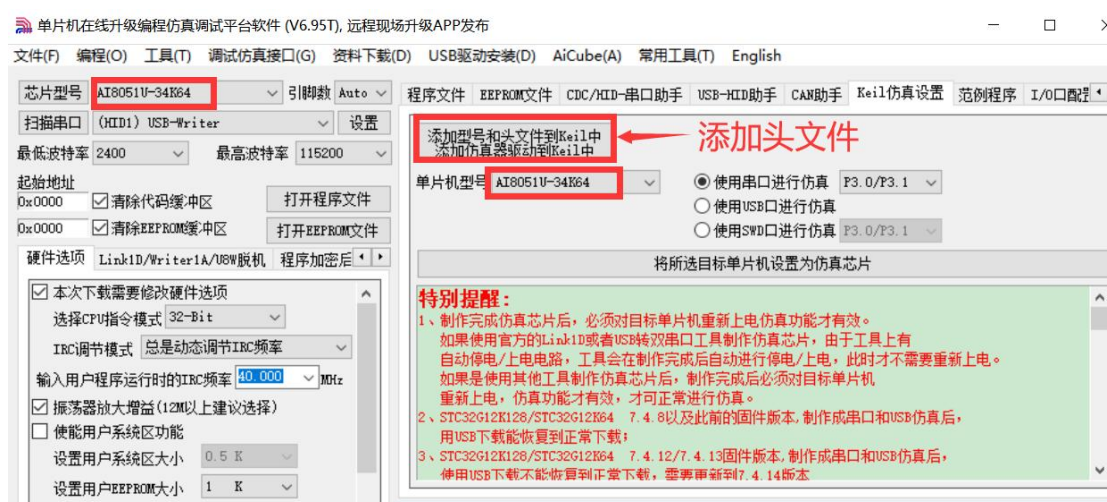 单片机在线升级编程仿真调试平台软件 (V6.95T), 远程现场升级APP发布
文件(F) 编程(O) 工具(T) 调试仿真接口(G) 资料下载(D) USB驱动安装(D) AiCube(A) 常用工具(T) English
芯片型号 AI8051U-34K64 引脚数 Auto
扫描串口 (HID1) USB-Writer 设置
最低波特率 2400 最高波特率 115200
起始地址
0x0000 清除代码缓冲区 打开程序文件
0x0000 清除EEPROM缓冲区 打开EEPROM文件
硬件选项 Link1D/Writer1A/U8W脱机 程序加密后
本次下载需要修改硬件选项
选择CPU指令模式 32-Bit
IRC调节模式 总是动态调节IRC频率
输入用户程序运行时的IRC频率 40.000 MHz
振荡器放大增益(12M以上建议选择)
使能用户系统区功能
设置用户系统区大小 0.5 K
设置用户EEPROM大小 1 K
程序文件 EEPROM文件 CDC/HID-串口助手 USB-HID助手 CAN助手 Keil仿真设置 范例程序 I/O口配置
添加型号和头文件到Keil中
添加仿真器驱动到Keil中
添加头文件
单片机型号 AI8051U-34K64 使用串口进行仿真 P3.0/P3.1
使用USB口进行仿真
使用SWD口进行仿真 P3.0/P3.1
将所选目标单片机设置为仿真芯片
特别提醒：
1、制作完成仿真芯片后，必须对目标单片机重新上电仿真功能才有效。
如果使用官方的Link1D或者USB转双串口工具制作仿真芯片，由于工具上有
自动停电/上电电路，工具会在制作完成后自动进行停电/上电，此时才不需要重新上电。
如果是使用其他工具制作仿真芯片后，制作完成后必须对目标单片机
重新上电，仿真功能才有效，才可正常进行仿真。
2、STC32G12K128/STC32G12K64 7.4.8以及此前的固件版本,制作成串口和USB仿真后，
用USB下载能恢复到正常下载；
3、STC32G12K128/STC32G12K64 7.4.12/7.4.13固件版本,制作成串口和USB仿真后，
使用USB下载不能恢复到正常下载，需要更新到7.4.14版本